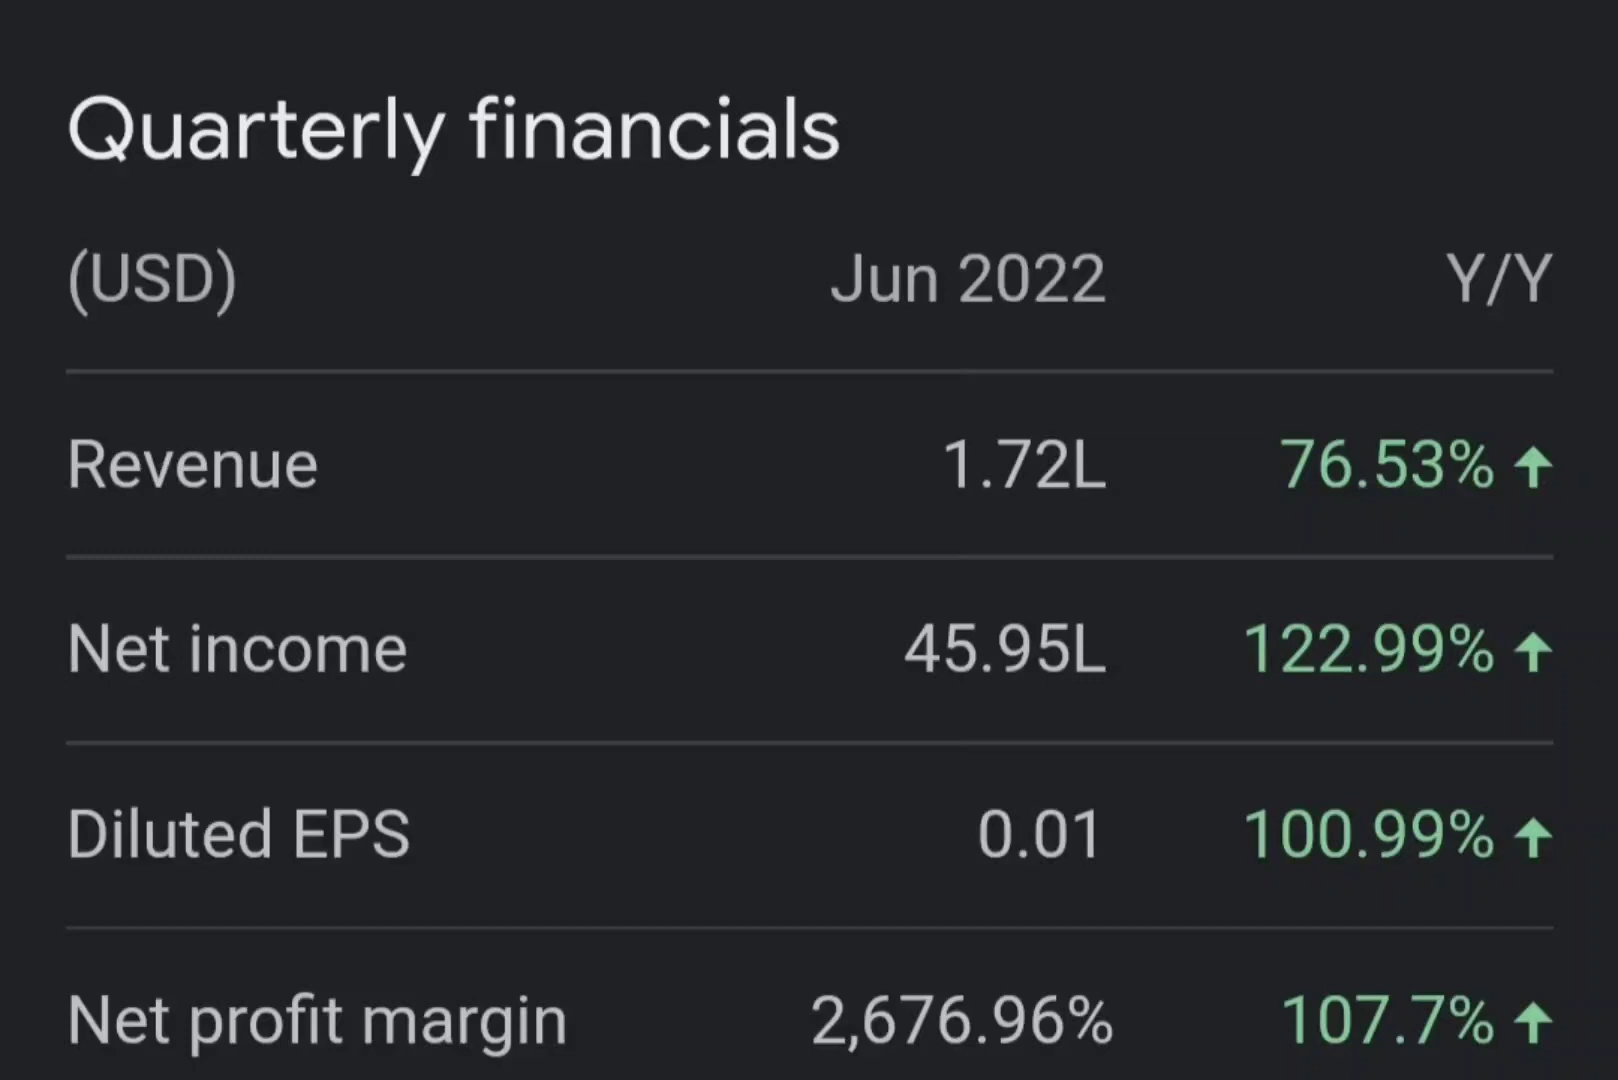 Quarterly financials
(USD) Jun 2022 Y/Y
Revenue 1.72L 76.53% ↑
Net income 45.95L 122.99% ↑
Diluted EPS 0.01 100.99% ↑
Net profit margin 2,676.96% 107.7% ↑